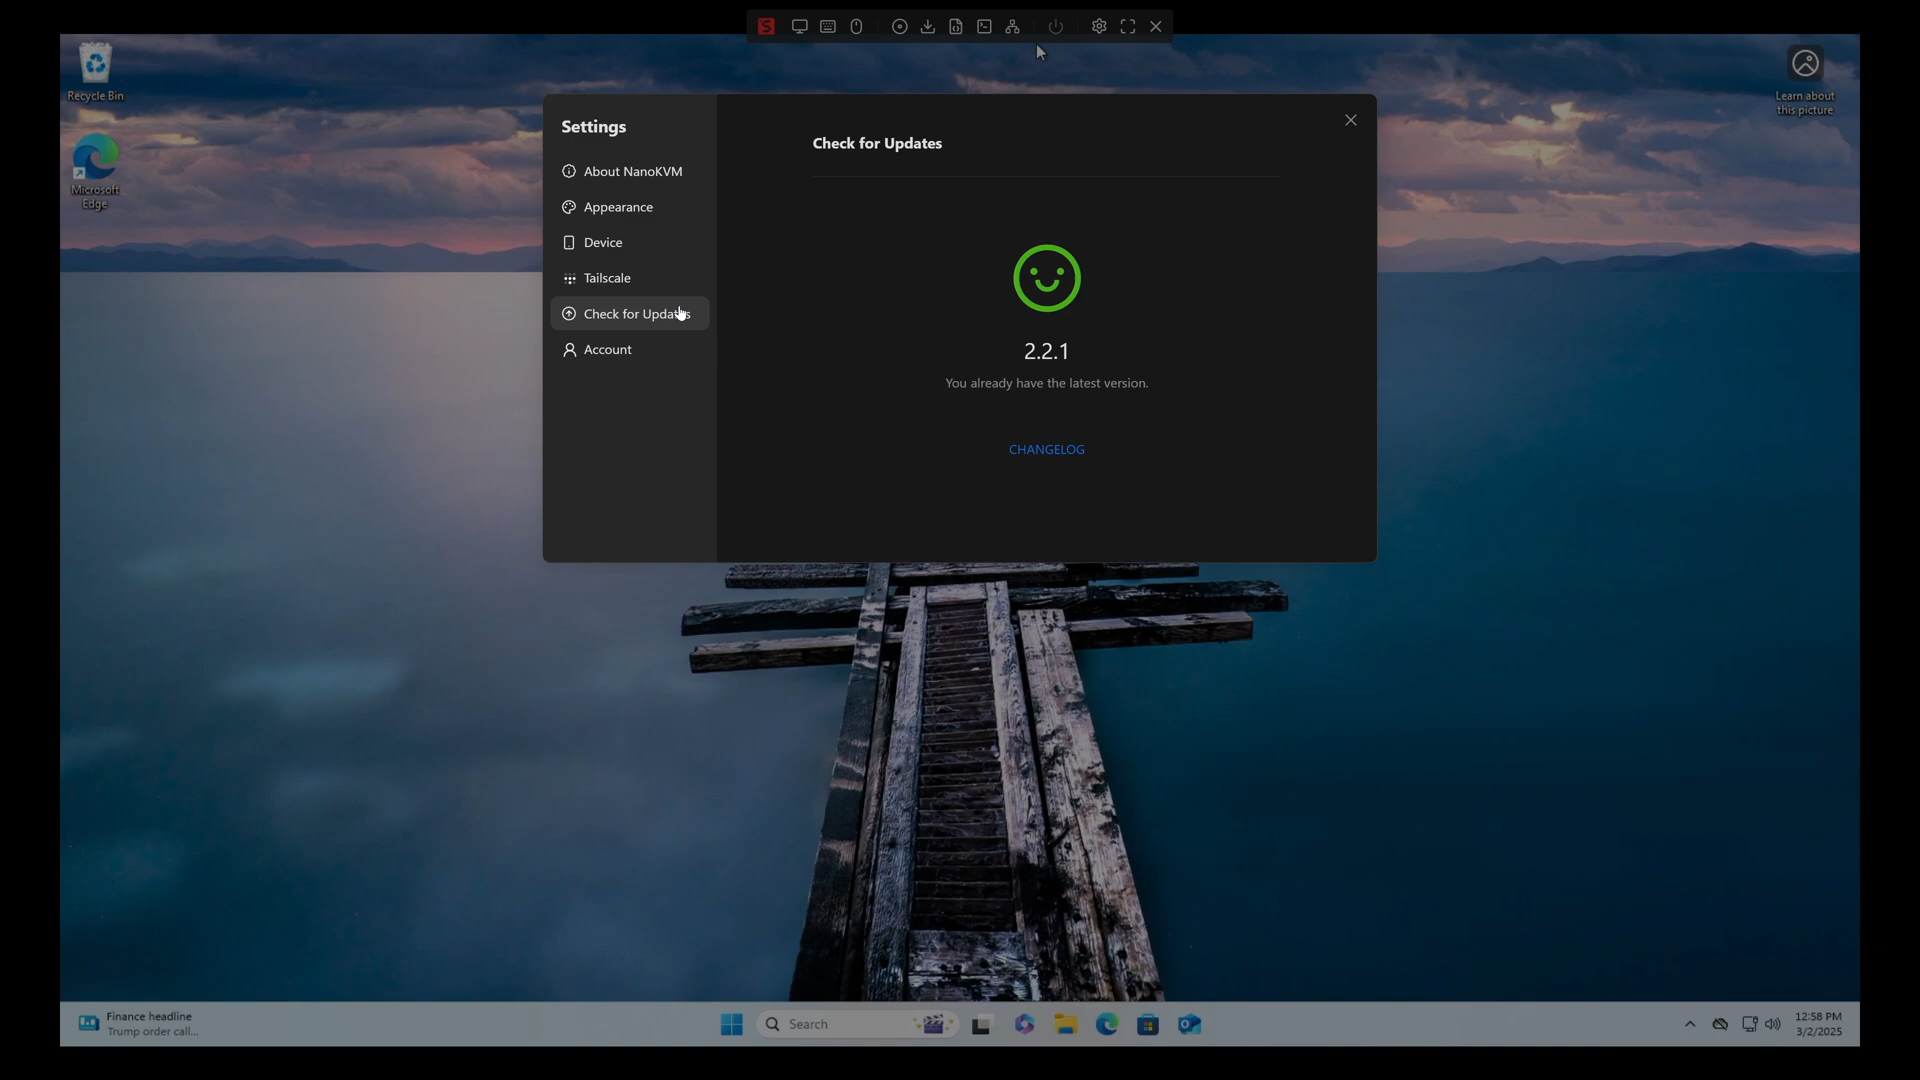 Recycle Bin
Learn about
this picture
Microsoft
Edge
Settings
About NanoKVM
Appearance
Device
Tailscale
Check for Updates
Account
Check for Updates
2.2.1
You already have the latest version.
CHANGELOG
Finance headline
Trump order call...
Search
12:58 PM
3/2/2025